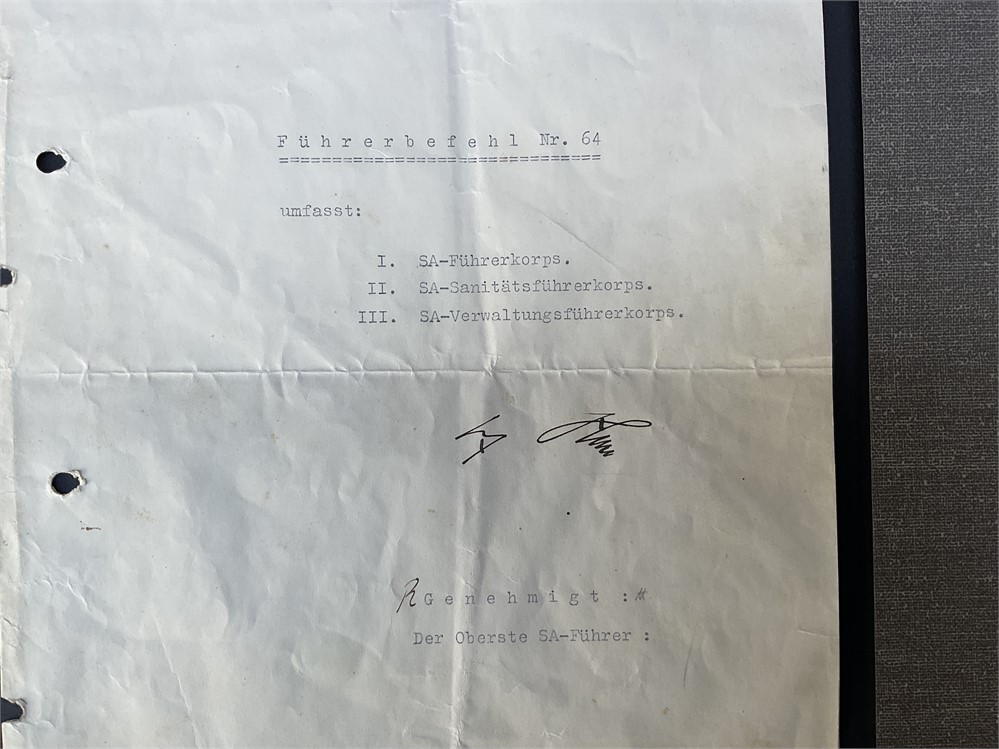 Führerbefehl Nr. 64
umfasst:
I. SA-Führerkorps.
II. SA-Sanitätsführerkorps.
III. SA-Verwaltungsführerkorps.
Genehmigt :
Der Oberste SA-Führer :